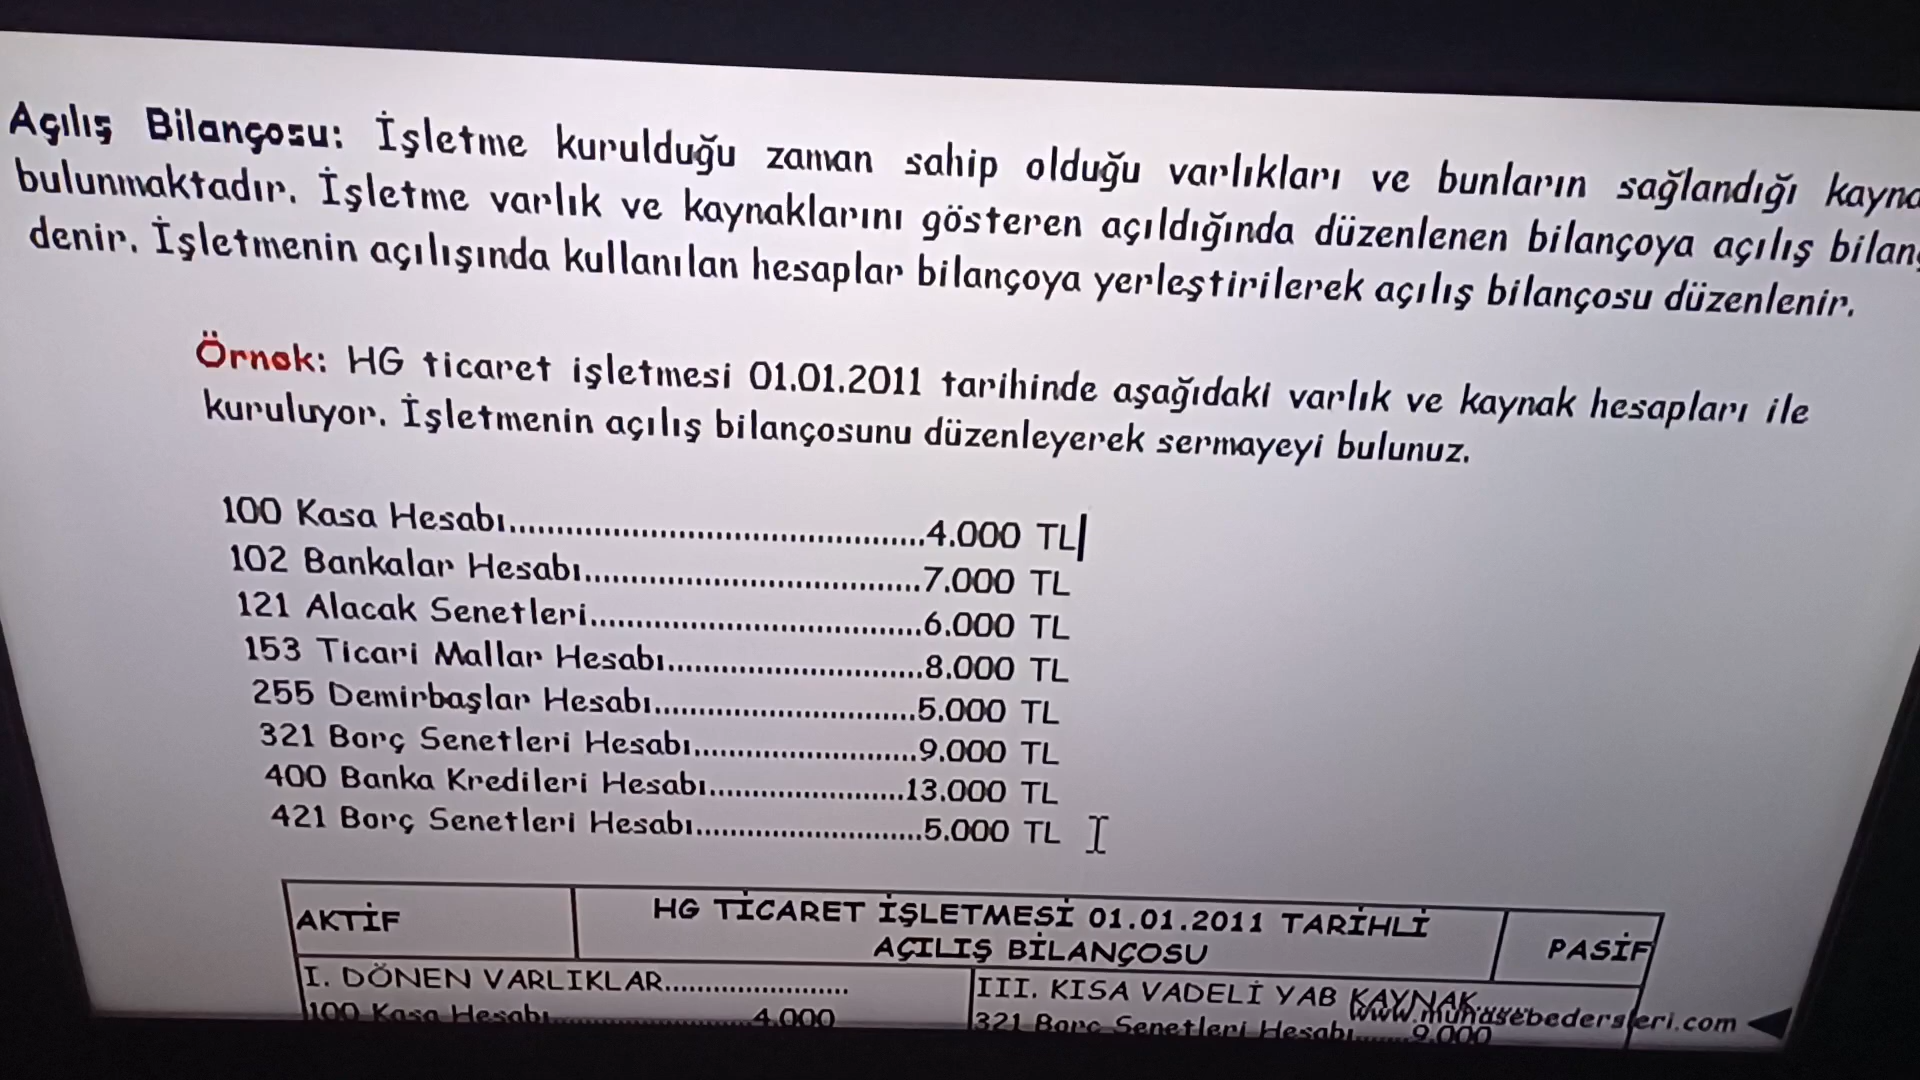 Açılış Bilançosu: İşletme kurulduğu zaman sahip olduğu varlıkları ve bunların sağlandığı
bulunmaktadır. İşletme varlık ve kaynaklarını gösteren açıldığında düzenlenen bilançoya açılış
denir. İşletmenin açılışında kullanılan hesaplar bilançoya yerleştirilerek açılış bilançosu düzenlenir.
Örnek: HG ticaret işletmesi 01.01.2011 tarihinde aşağıdaki varlık ve kaynak hesapları ile
kuruluyor. İşletmenin açılış bilançosunu düzenleyerek sermayeyi bulunuz.
100 Kasa Hesabı..........................................4.000 TL
102 Bankalar Hesabı..................................7.000 TL
121 Alacak Senetleri.................................6.000 TL
153 Ticari Mallar Hesabı..........................8.000 TL
255 Demirbaşlar Hesabı..........................5.000 TL
321 Borç Senetleri Hesabı......................9.000 TL
400 Banka Kredileri Hesabı...................13.000 TL
421 Borç Senetleri Hesabı.......................5.000 TL
AKTİF
HG TİCARET İŞLETMESİ 01.01.2011 TARİHLİ
AÇILIŞ BİLANÇOSU
PASİF
I. DÖNEN VARLIKLAR......................
100 Kasa Hesabı.........................4.000
III. KISA VADELİ YAB KAYNAK
321 Borç Senetleri Hesabı.......9.000
www.muhasebedersleri.com